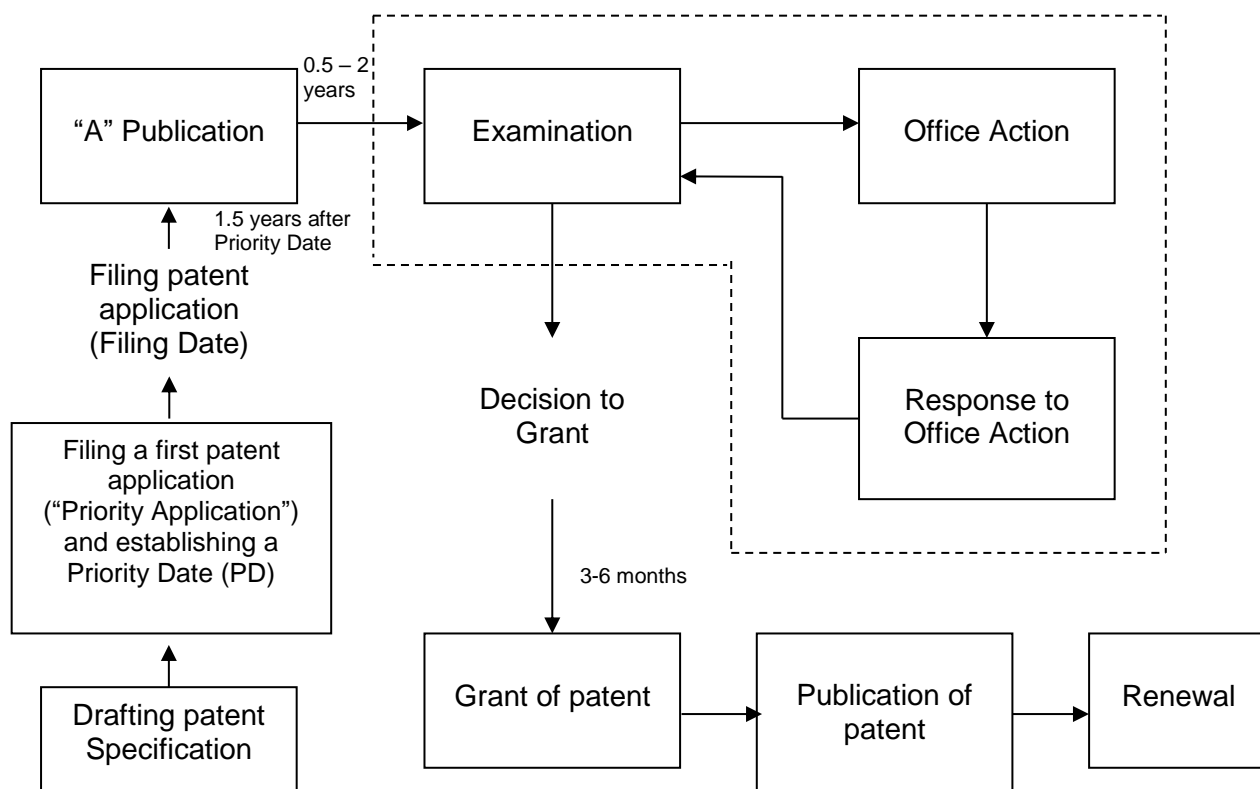 0.5 – 2
years
“A” Publication
Examination
Office Action
1.5 years after
Priority Date
Filing patent
application
(Filing Date)
Decision to
Grant
Response to
Office Action
Filing a first patent
application
(“Priority Application”)
and establishing a
Priority Date (PD)
3-6 months
Drafting patent
Specification
Grant of patent
Publication of
patent
Renewal